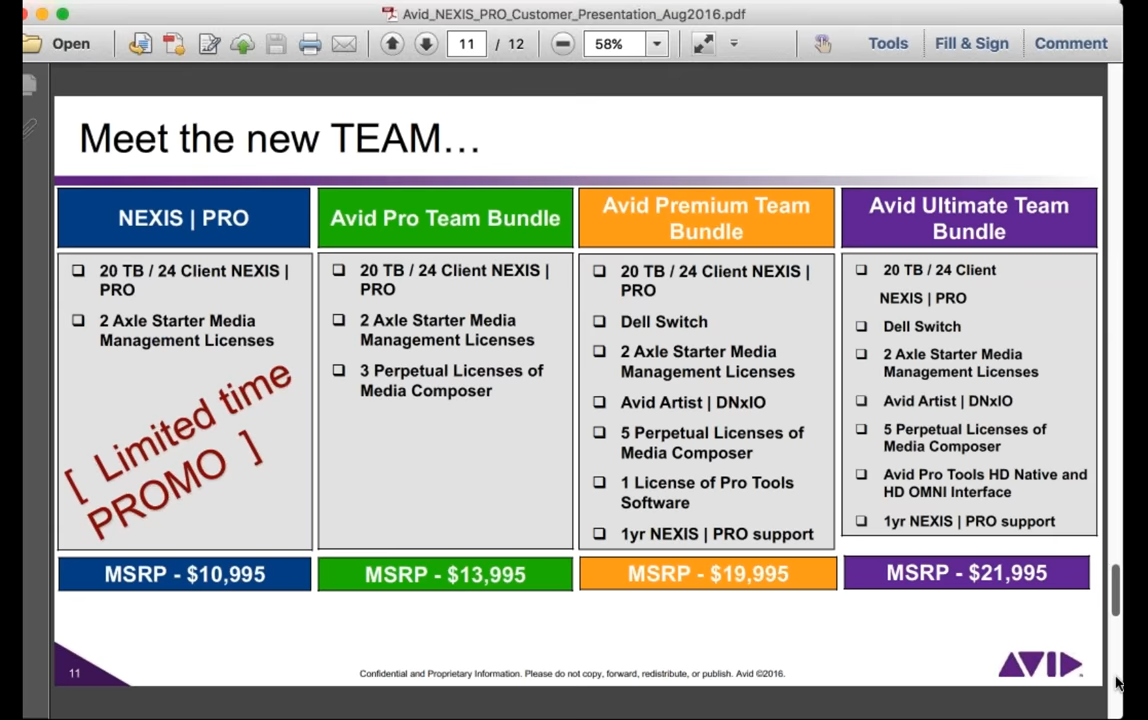 Avid_NEXIS_PRO_Customer_Presentation_Aug2016.pdf
Open
11 / 12
58%
Tools
Fill & Sign
Comment
Meet the new TEAM…
NEXIS | PRO
20 TB / 24 Client NEXIS |
PRO
2 Axle Starter Media
Management Licenses
[ Limited time
PROMO ]
MSRP - $10,995
Avid Pro Team Bundle
20 TB / 24 Client NEXIS |
PRO
2 Axle Starter Media
Management Licenses
3 Perpetual Licenses of
Media Composer
MSRP - $13,995
Avid Premium Team
Bundle
20 TB / 24 Client NEXIS |
PRO
Dell Switch
2 Axle Starter Media
Management Licenses
Avid Artist | DNxIO
5 Perpetual Licenses of
Media Composer
1 License of Pro Tools
Software
1yr NEXIS | PRO support
MSRP - $19,995
Avid Ultimate Team
Bundle
20 TB / 24 Client
NEXIS | PRO
Dell Switch
2 Axle Starter Media
Management Licenses
Avid Artist | DNxIO
5 Perpetual Licenses of
Media Composer
Avid Pro Tools HD Native and
HD OMNI Interface
1yr NEXIS | PRO support
MSRP - $21,995
11
Confidential and Proprietary Information. Please do not copy, forward, redistribute, or publish. Avid ©2016.
AVID